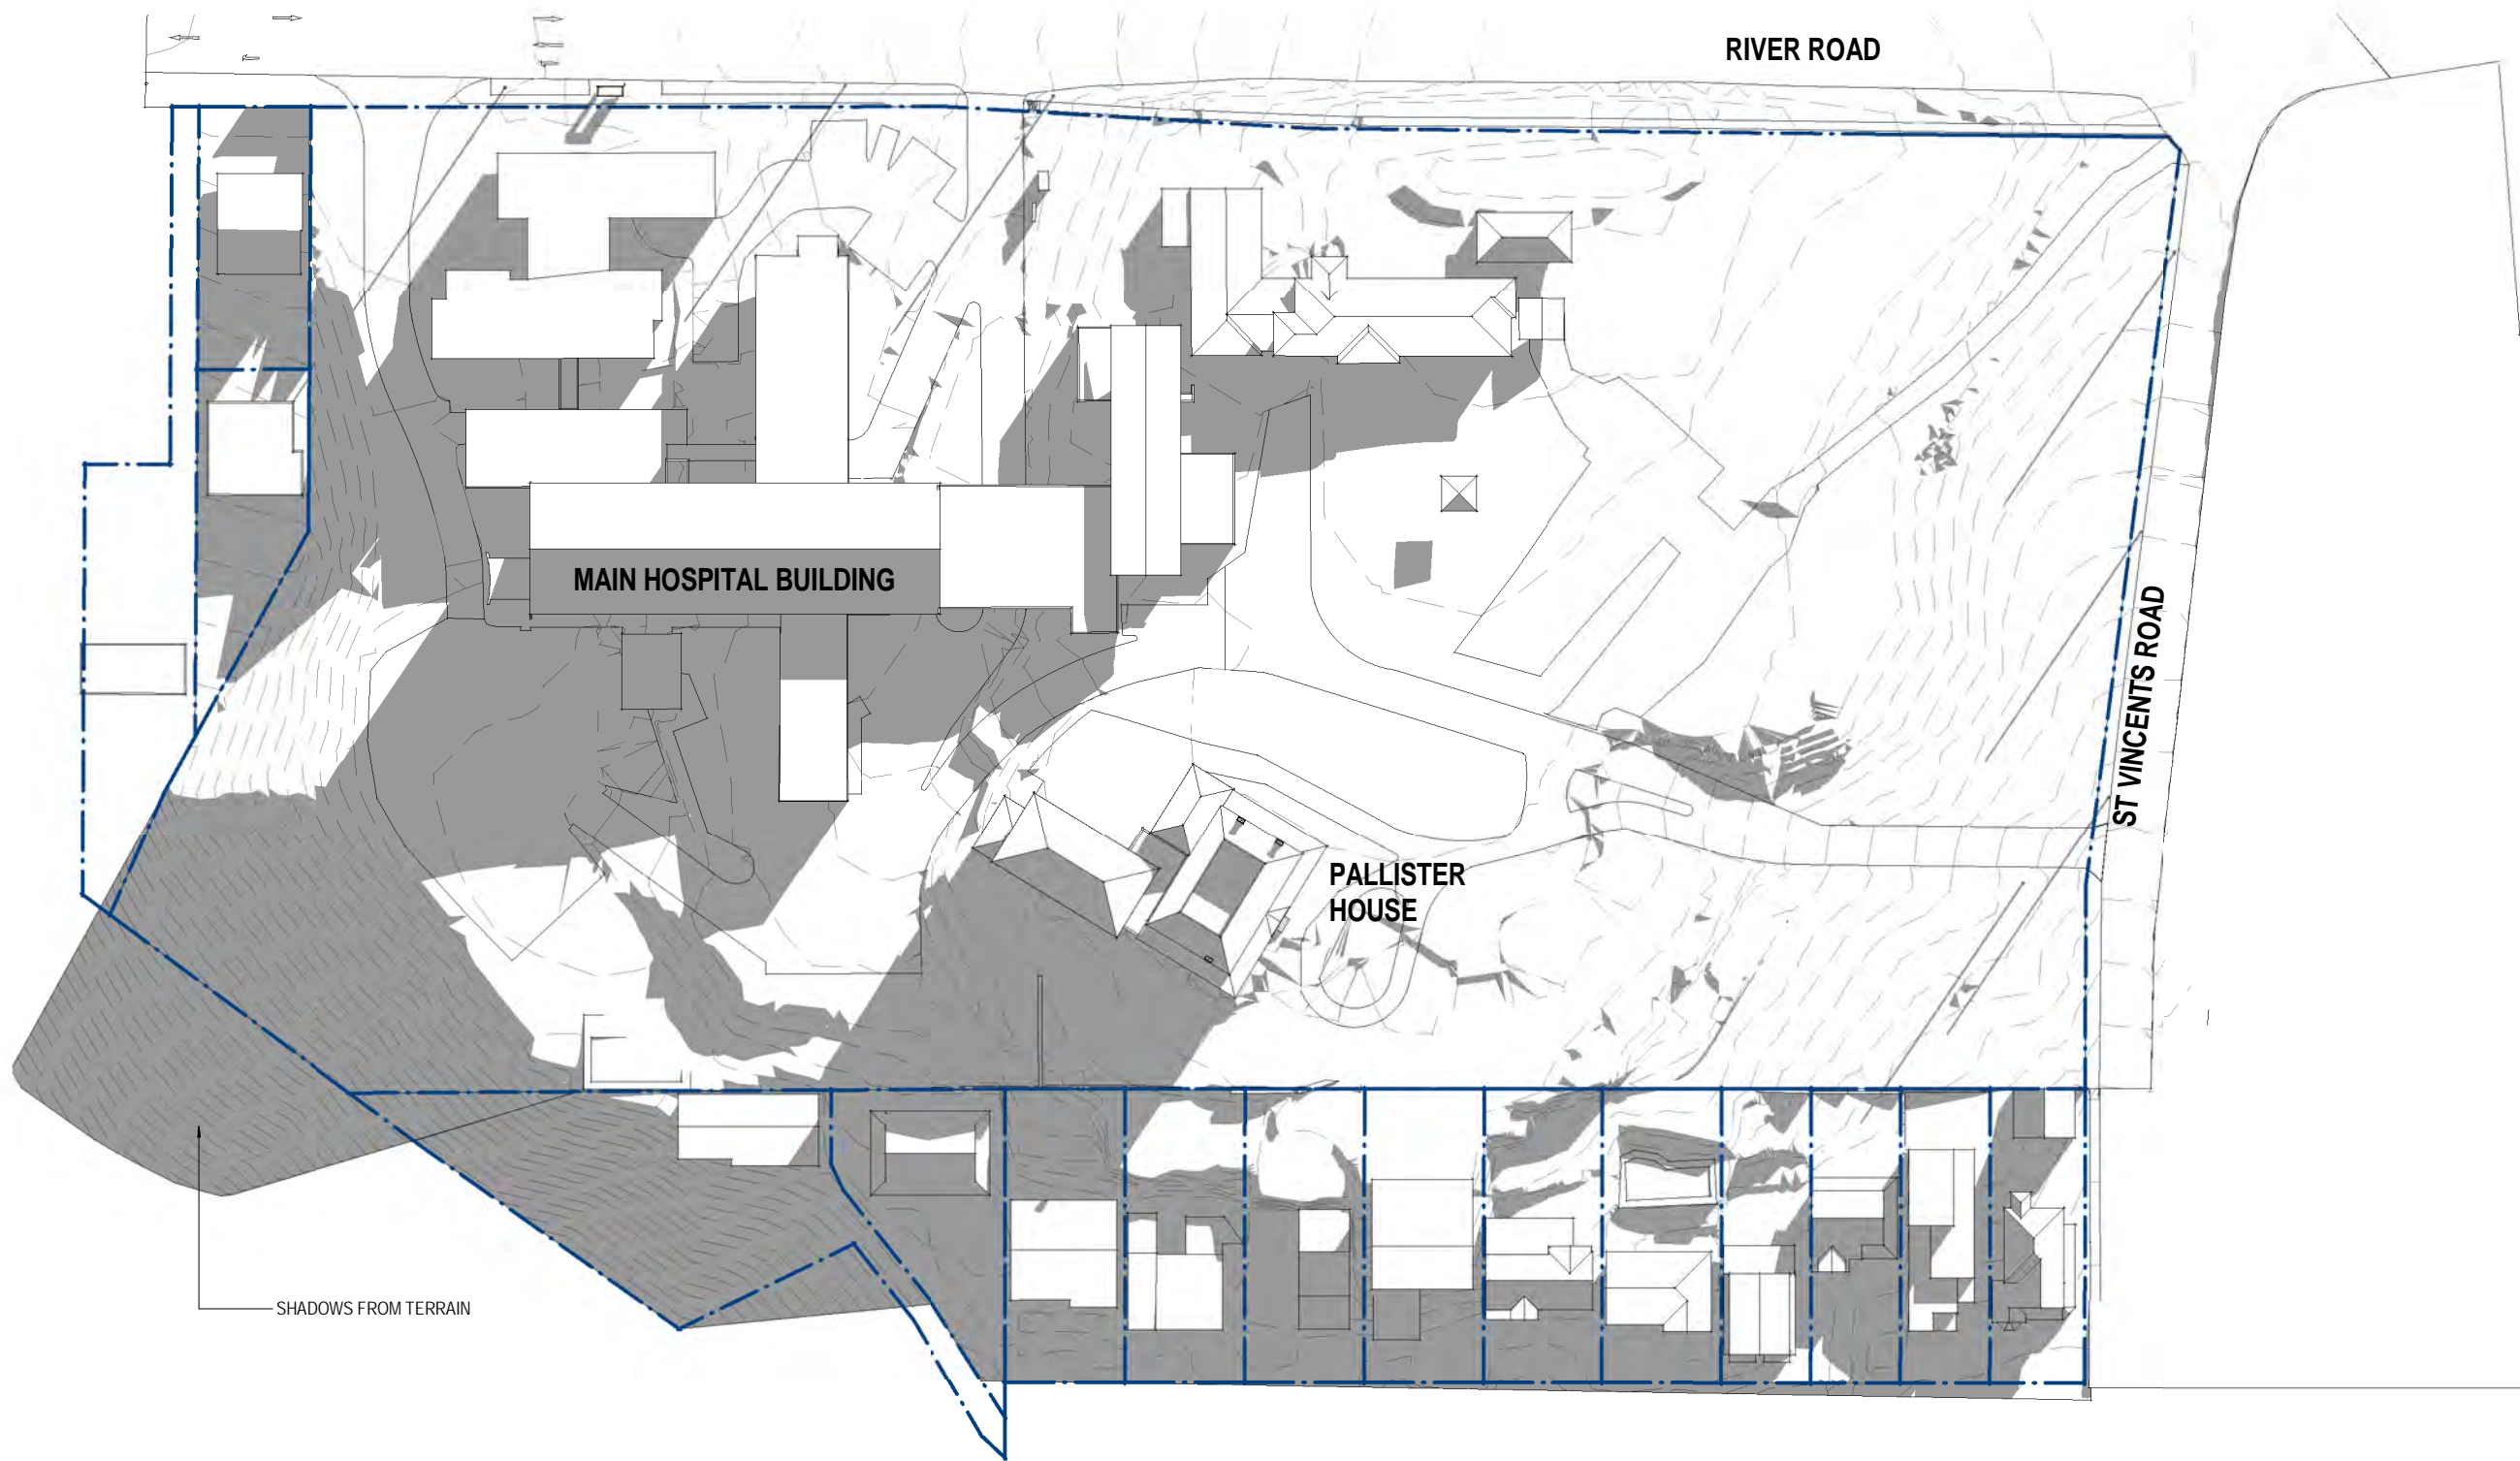 RIVER ROAD
MAIN HOSPITAL BUILDING
ST VINCENTS ROAD
PALLISTER
HOUSE
SHADOWS FROM TERRAIN